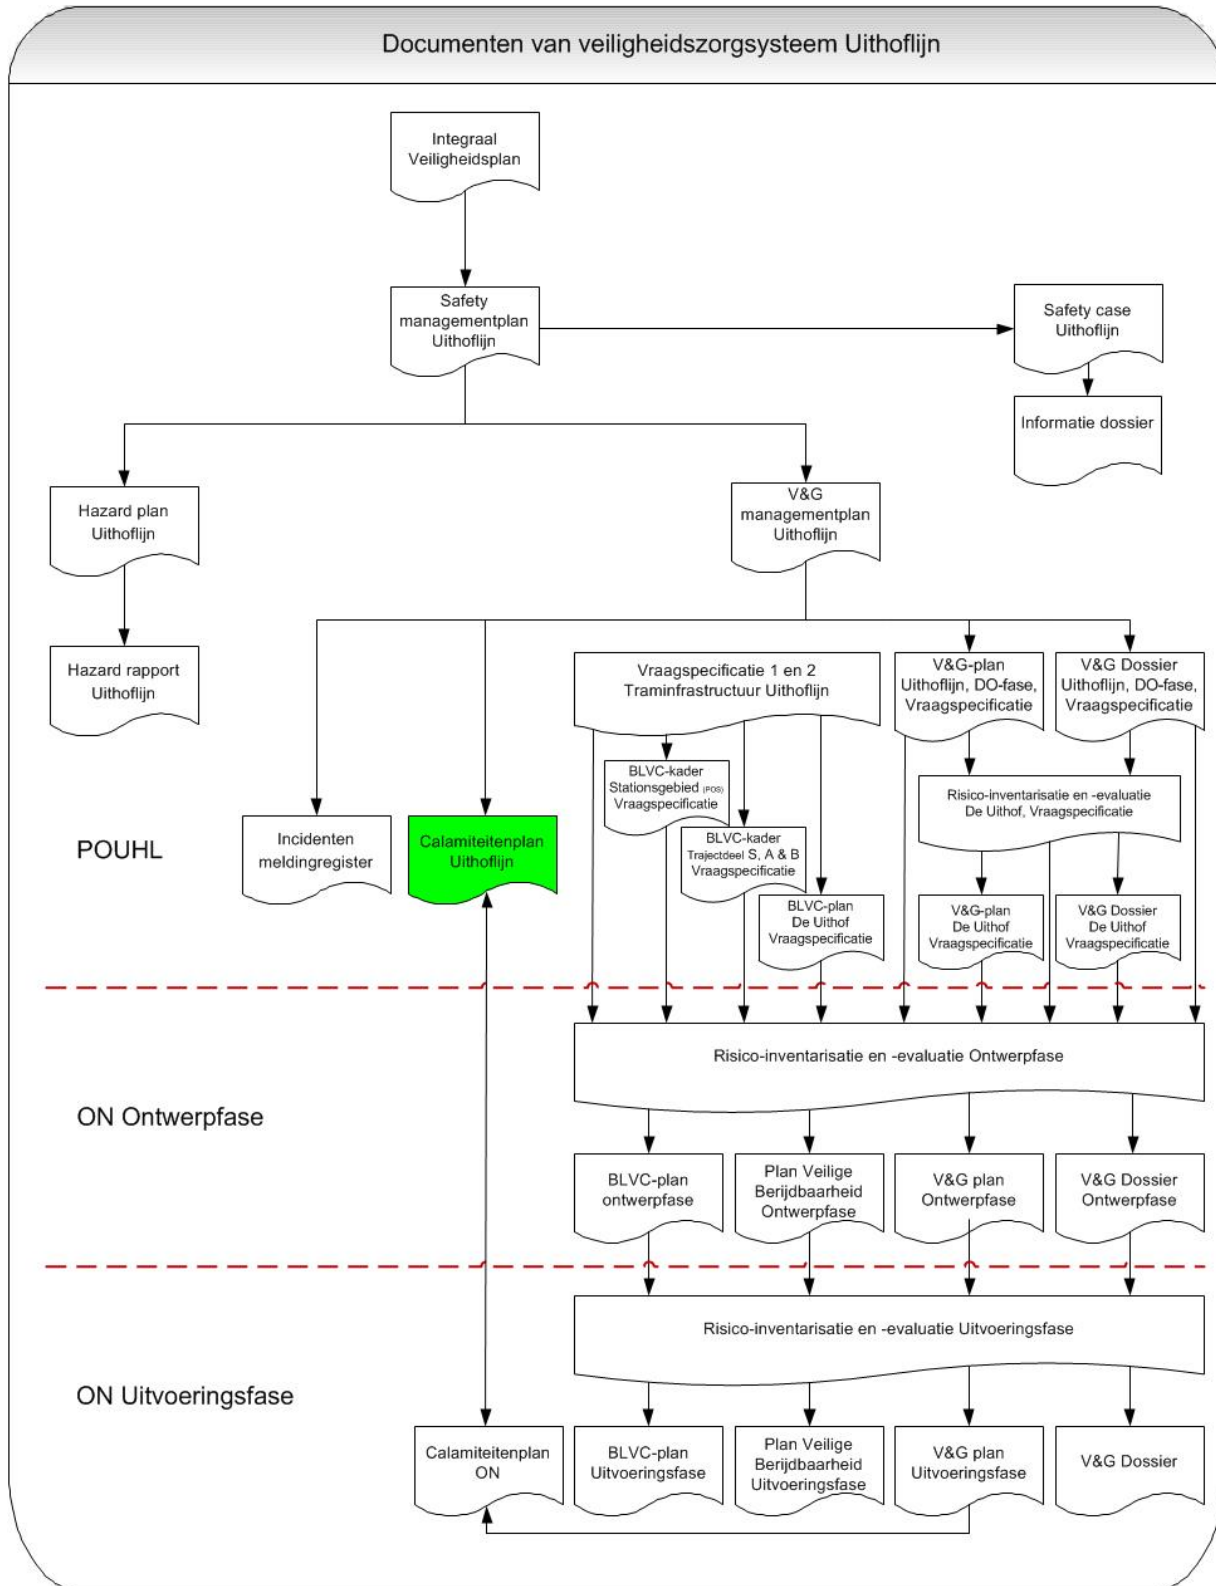 Documenten van veiligheidszorgsysteem Uithoflijn
Integraal
Veiligheidsplan
Safety
managementplan
Uithoflijn
Safety case
Uithoflijn
Informatie dossier
Hazard plan
Uithoflijn
V&G
managementplan
Uithoflijn
Hazard rapport
Uithoflijn
Vraagspecificatie 1 en 2
Traminfrastructuur Uithoflijn
V&G-plan
Uithoflijn, DO-fase,
Vraagspecificatie
V&G Dossier
Uithoflijn, DO-fase,
Vraagspecificatie
BLVC-kader
Stationsgebied (POS)
Vraagspecificatie
Risico-inventarisatie en -evaluatie
De Uithof, Vraagspecificatie
POUHL
Incidenten
meldingregister
Calamiteitenplan
Uithoflijn
BLVC-kader
Trajectdeel S, A & B
Vraagspecificatie
BLVC-plan
De Uithof
Vraagspecificatie
V&G-plan
De Uithof
Vraagspecificatie
V&G Dossier
De Uithof
Vraagspecificatie
Risico-inventarisatie en -evaluatie Ontwerpfase
ON Ontwerpfase
BLVC-plan
ontwerpfase
Plan Veilige
Berijdbaarheid
Ontwerpfase
V&G plan
Ontwerpfase
V&G Dossier
Ontwerpfase
Risico-inventarisatie en -evaluatie Uitvoeringsfase
ON Uitvoeringsfase
Calamiteitenplan
ON
BLVC-plan
Uitvoeringsfase
Plan Veilige
Berijdbaarheid
Uitvoeringsfase
V&G plan
Uitvoeringsfase
V&G Dossier